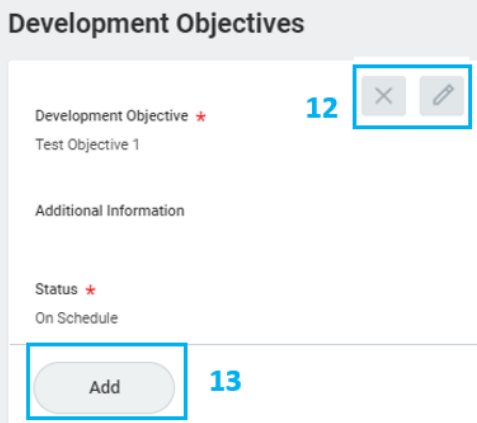 Development Objectives
12
Development Objective *
Test Objective 1
Additional Information
Status *
On Schedule
Add
13